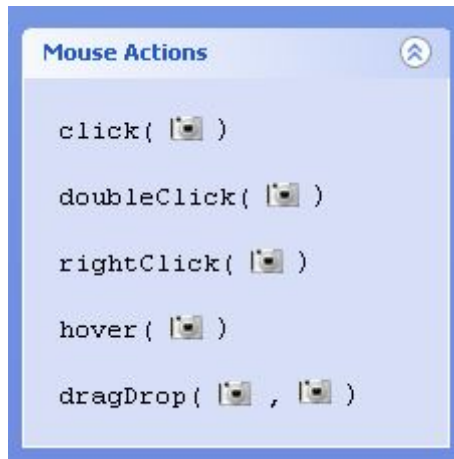 Mouse Actions
click( )
doubleClick( )
rightClick( )
hover( )
dragDrop( , )